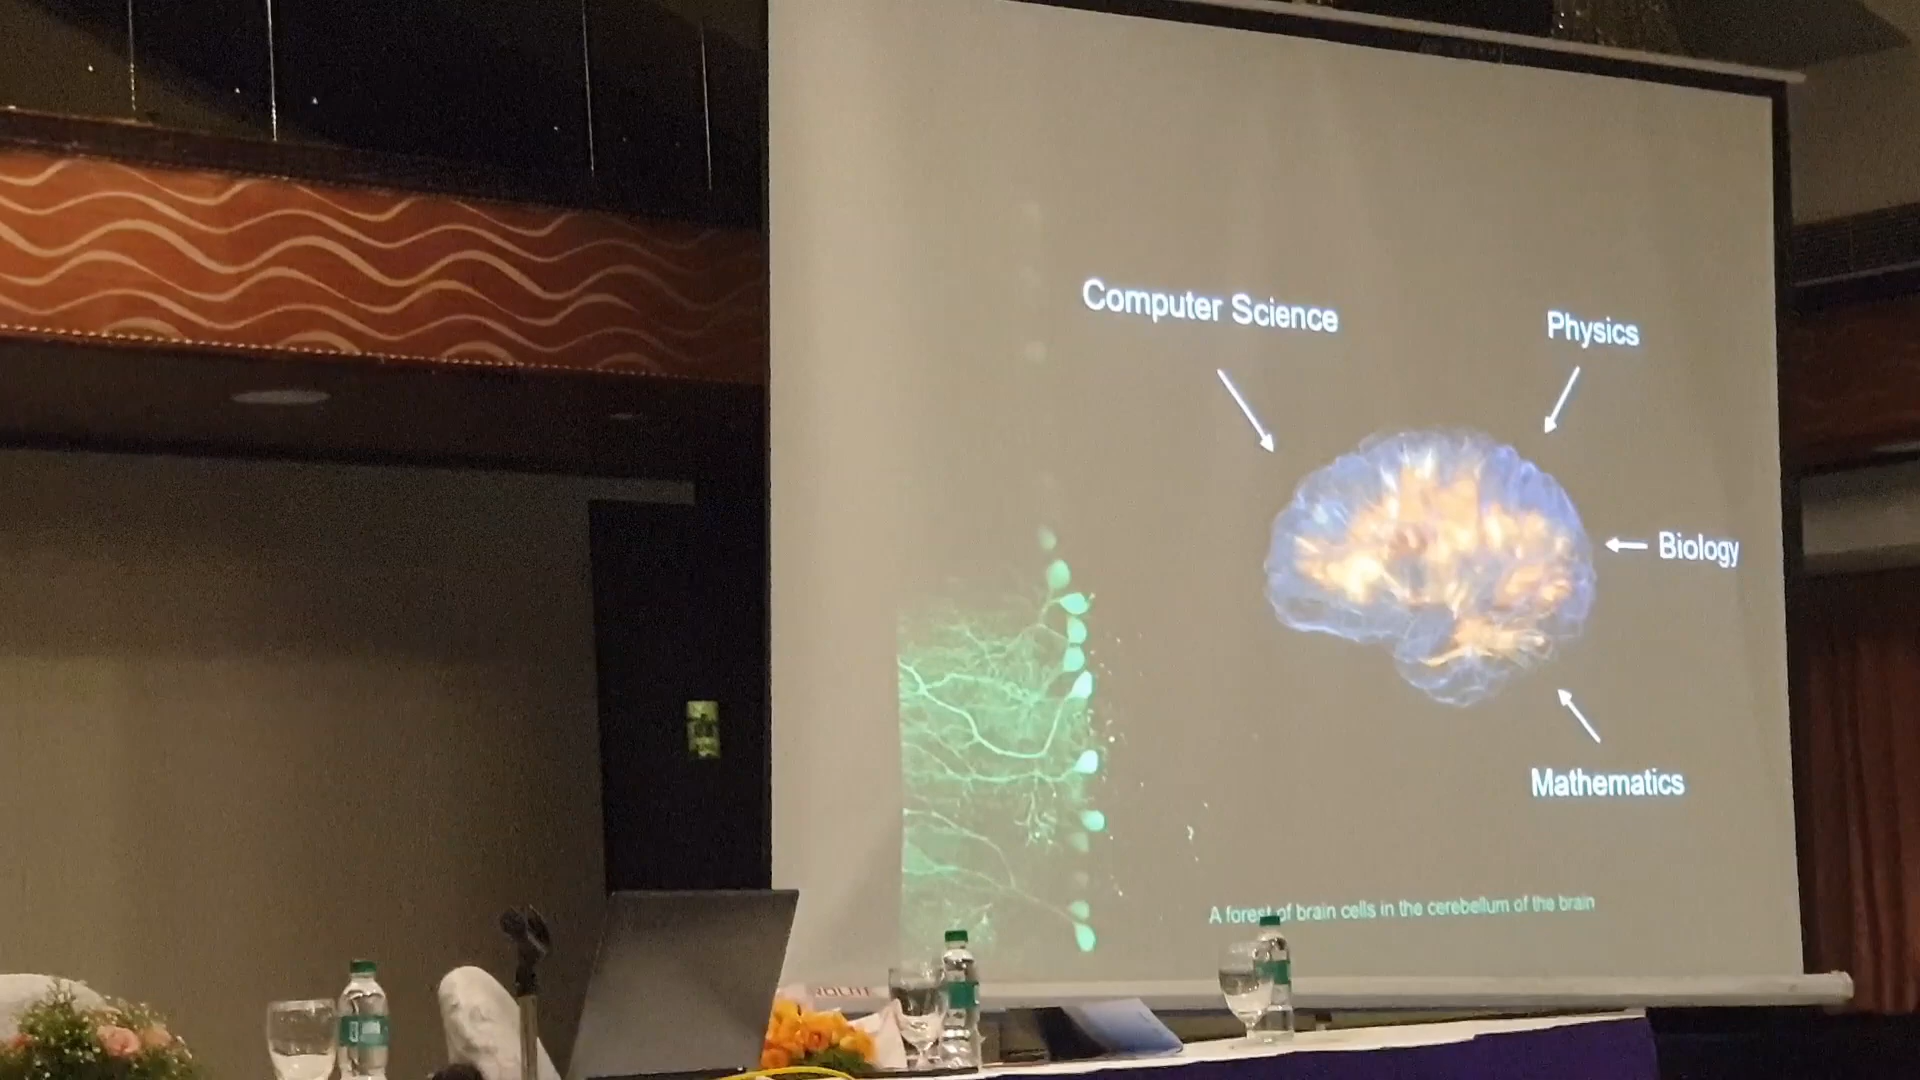 Computer Science
Physics
Biology
Mathematics
A forest of brain cells in the cerebellum of the brain